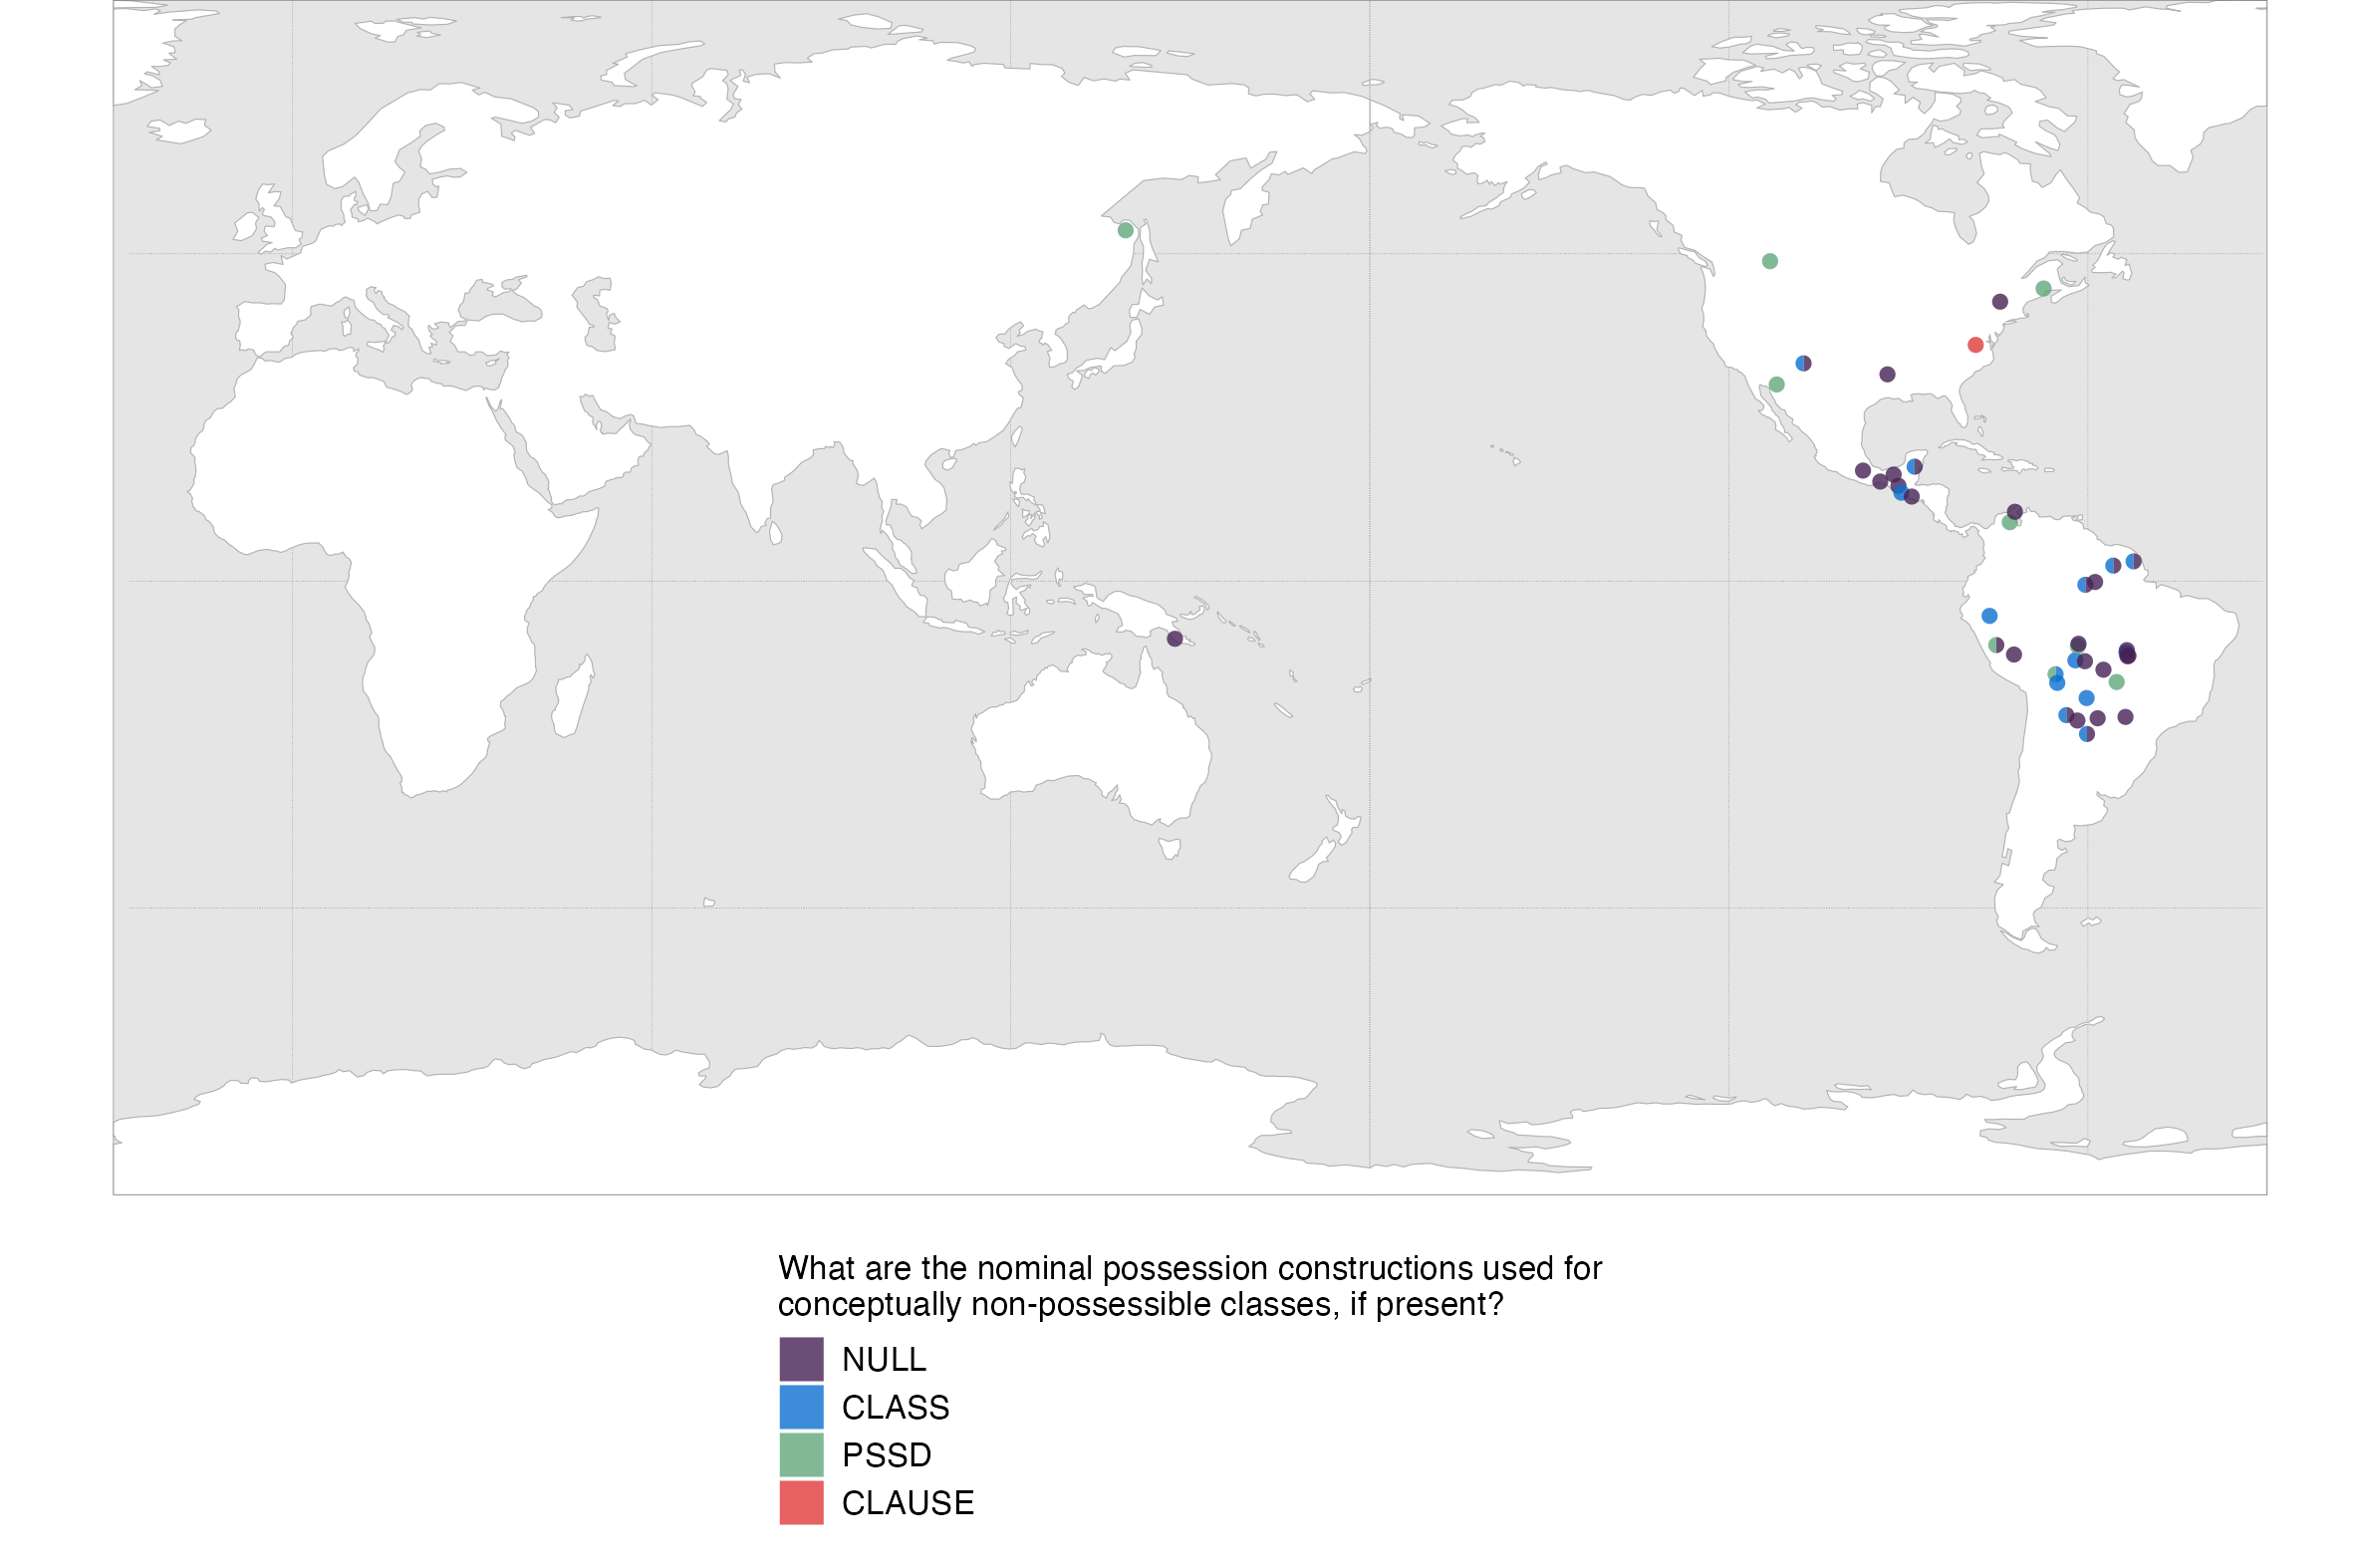 What are the nominal possession constructions used for
conceptually non-possessible classes, if present?
NULL
CLASS
PSSD
CLAUSE